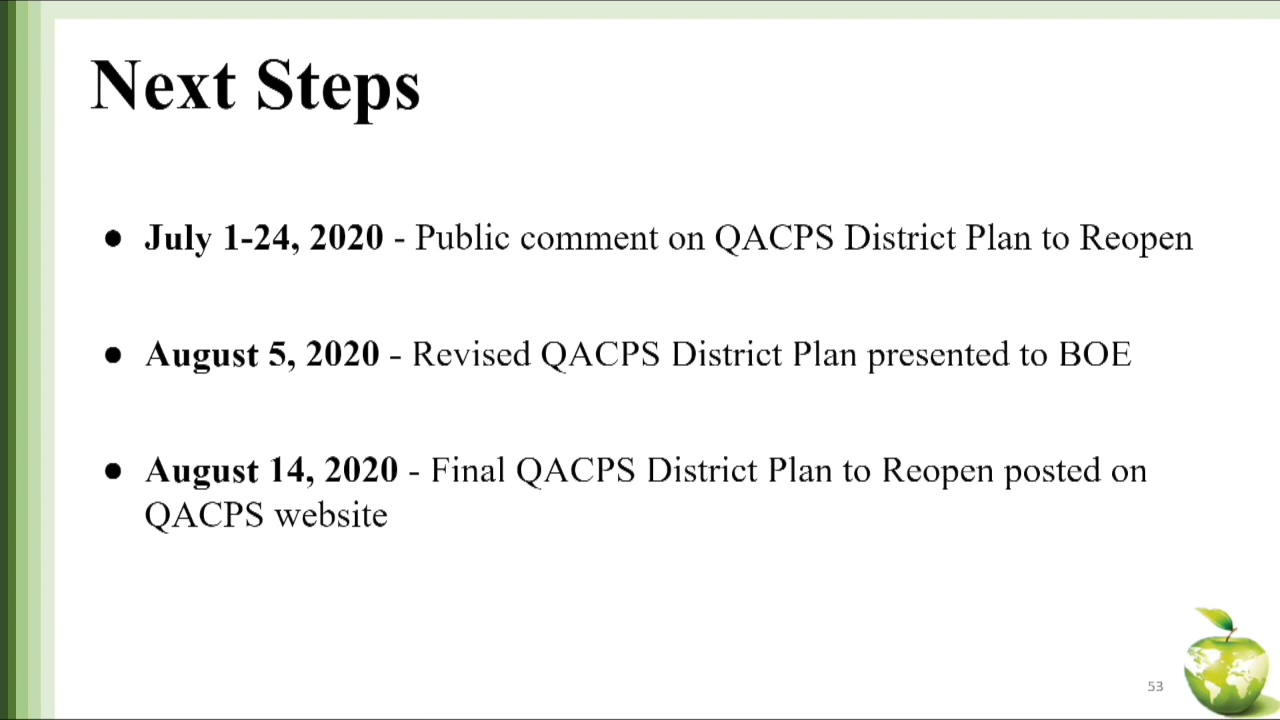 Next Steps
● July 1-24, 2020 - Public comment on QACPS District Plan to Reopen
● August 5, 2020 - Revised QACPS District Plan presented to BOE
● August 14, 2020 - Final QACPS District Plan to Reopen posted on
QACPS website
53